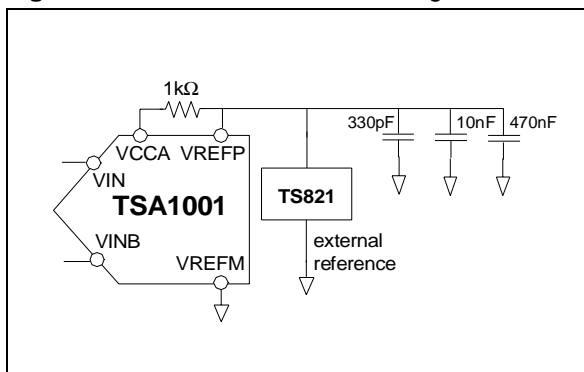 1kΩ
330pF
10nF
470nF
VCCA
VREFP
VIN
TSA1001
TS821
VINB
external
reference
VREFM